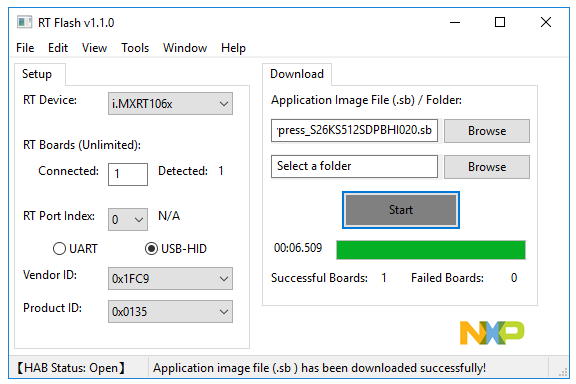 RT Flash v1.1.0
File Edit View Tools Window Help
Setup
RT Device: i.MXRT106x
RT Boards (Unlimited):
Connected: 1 Detected: 1
RT Port Index: 0 N/A
UART USB-HID
Vendor ID: 0x1FC9
Product ID: 0x0135
Download
Application Image File (.sb) / Folder:
press_S26KS512SDPBHI020.sb Browse
Select a folder Browse
Start
00:06.509
Successful Boards: 1 Failed Boards: 0
NXP
【HAB Status: Open】 Application image file (.sb ) has been downloaded successfully!